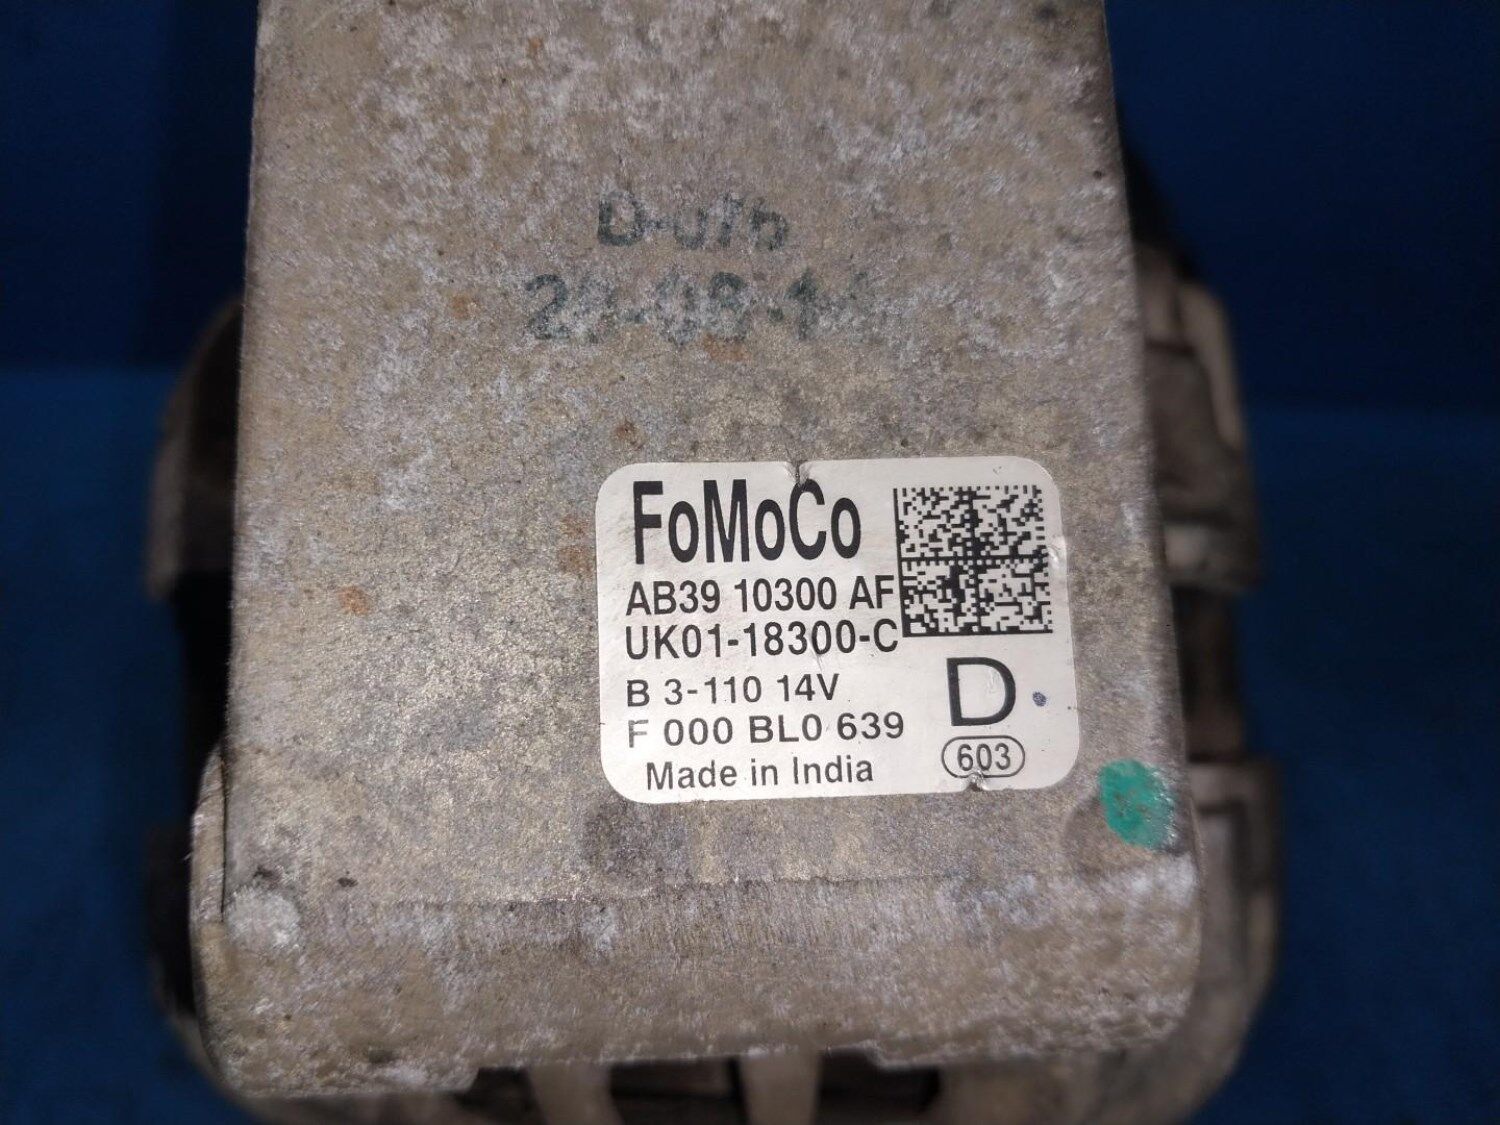 FoMoCo
AB39 10300 AF
UK01-18300-C
B 3-110 14V
D
F 000 BL0 639
Made in India
603